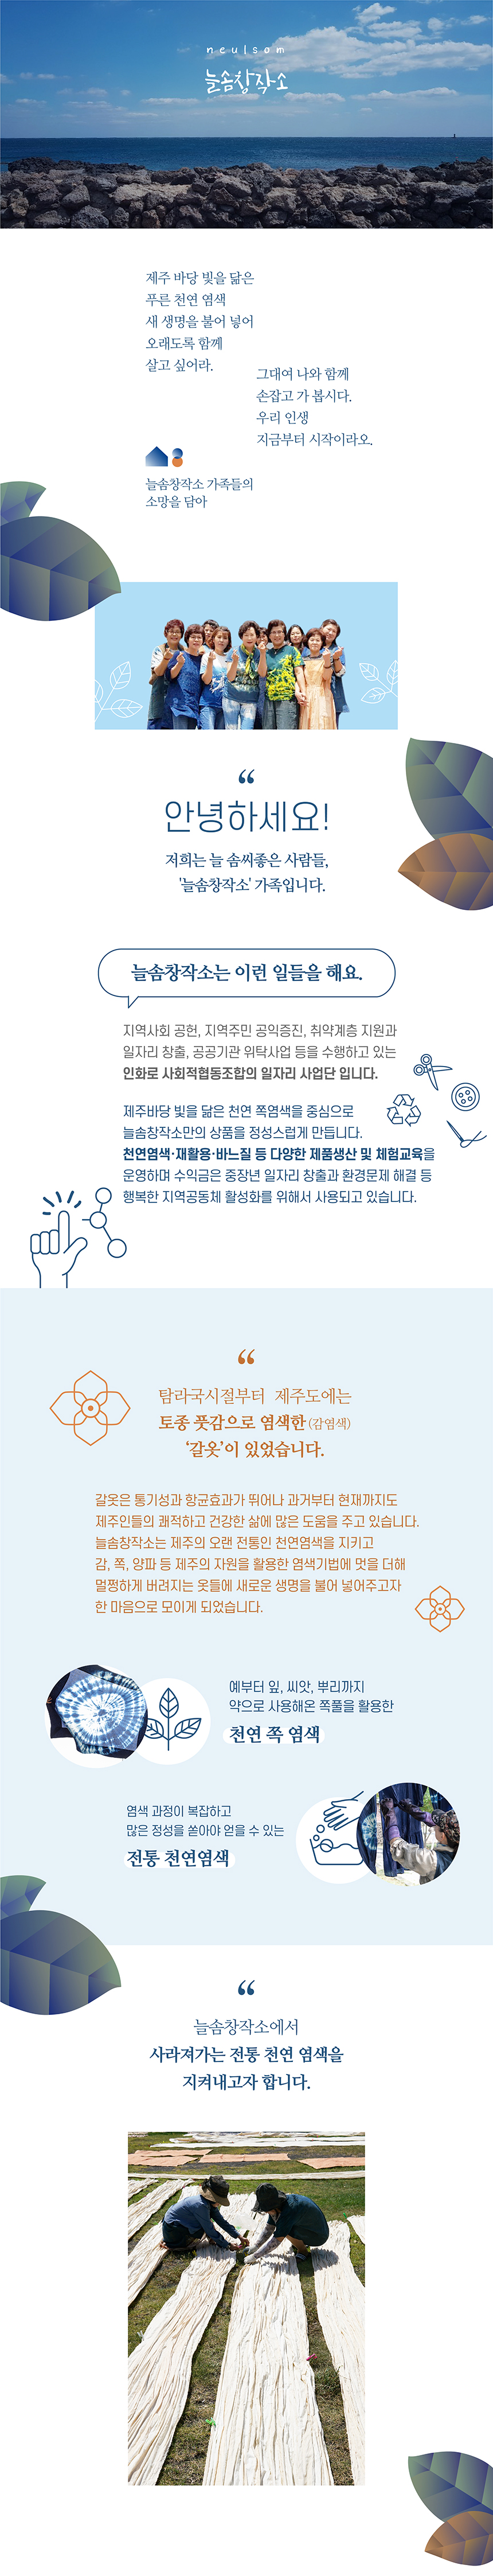 neulsom
늘솜창작소
제주 바당 빛을 닮은
푸른 천연 염색
새 생명을 불어 넣어
오래도록 함께
살고 싶어라.
그대여 나와 함께
손잡고 가 봅시다.
우리 인생
지금부터 시작이라오.
늘솜창작소 가족들의
소망을 담아
“
안녕하세요!
저희는 늘 솜씨좋은 사람들,
'늘솜창작소' 가족입니다.
늘솜창작소는 이런 일들을 해요.
지역사회 공헌, 지역주민 공익증진, 취약계층 지원과
일자리 창출, 공공기관 위탁사업 등을 수행하고 있는
인화로 사회적협동조합의 일자리 사업단 입니다.
제주바당 빛을 닮은 천연 쪽염색을 중심으로
늘솜창작소만의 상품을 정성스럽게 만듭니다.
천연염색·재활용·바느질 등 다양한 제품생산 및 체험교육을
운영하며 수익금은 중장년 일자리 창출과 환경문제 해결 등
행복한 지역공동체 활성화를 위해서 사용되고 있습니다.
“
탐라국시절부터 제주도에는
토종 풋감으로 염색한 (감염색)
‘갈옷’이 있었습니다.
갈옷은 통기성과 항균효과가 뛰어나 과거부터 현재까지도
제주인들의 쾌적하고 건강한 삶에 많은 도움을 주고 있습니다.
늘솜창작소는 제주의 오랜 전통인 천연염색을 지키고
감, 쪽, 양파 등 제주의 자원을 활용한 염색기법에 멋을 더해
멀쩡하게 버려지는 옷들에 새로운 생명을 불어 넣어주고자
한 마음으로 모이게 되었습니다.
예부터 잎, 씨앗, 뿌리까지
약으로 사용해온 쪽풀을 활용한
천연 쪽 염색
염색 과정이 복잡하고
많은 정성을 쏟아야 얻을 수 있는
전통 천연염색
“
늘솜창작소에서
사라져가는 전통 천연 염색을
지켜내고자 합니다.